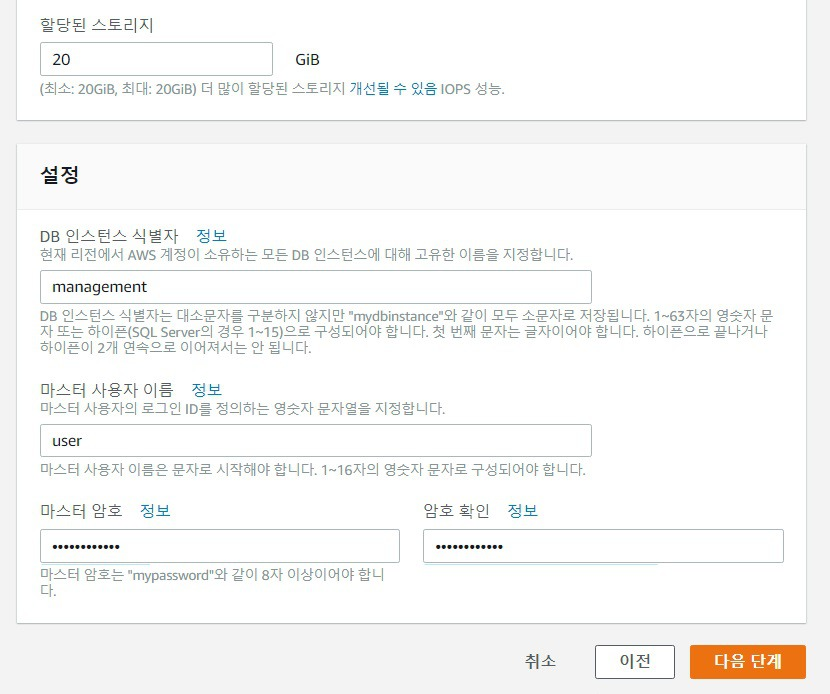 할당된 스토리지
20 GiB
(최소: 20GiB, 최대: 20GiB) 더 많이 할당된 스토리지 개선될 수 있음 IOPS 성능.
설정
DB 인스턴스 식별자 정보
현재 리전에서 AWS 계정이 소유하는 모든 DB 인스턴스에 대해 고유한 이름을 지정합니다.
management
DB 인스턴스 식별자는 대소문자를 구분하지 않지만 "mydbinstance"와 같이 모두 소문자로 저장됩니다. 1~63자의 영숫자 문
자 또는 하이픈(SQL Server의 경우 1~15)으로 구성되어야 합니다. 첫 번째 문자는 글자이어야 합니다. 하이픈으로 끝나거나
하이픈이 2개 연속으로 이어져서는 안 됩니다.
마스터 사용자 이름 정보
마스터 사용자의 로그인 ID를 정의하는 영숫자 문자열을 지정합니다.
user
마스터 사용자 이름은 문자로 시작해야 합니다. 1~16자의 영숫자 문자로 구성되어야 합니다.
마스터 암호 정보 암호 확인 정보
•••••••••••• ••••••••••••
마스터 암호는 "mypassword"와 같이 8자 이상이어야 합니
다.
취소 이전 다음 단계